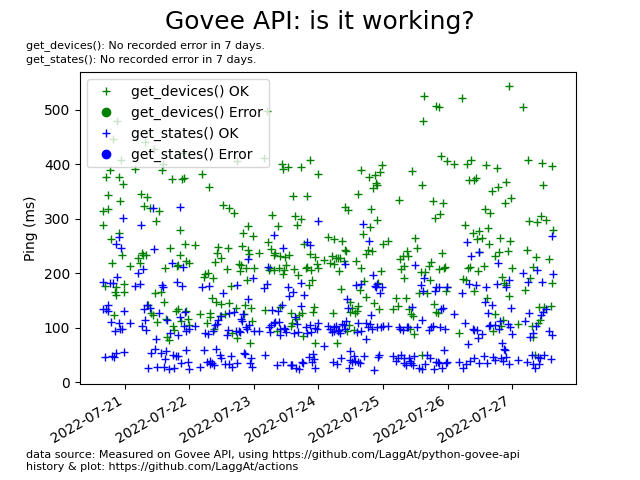 Govee API: is it working?
get_devices(): No recorded error in 7 days.
get_states(): No recorded error in 7 days.
get_devices() OK
get_devices() Error
get_states() OK
get_states() Error
Ping (ms)
500
400
300
200
100
0
2022-07-21
2022-07-22
2022-07-23
2022-07-24
2022-07-25
2022-07-26
2022-07-27
data source: Measured on Govee API, using https://github.com/LaggAt/python-govee-api
history & plot: https://github.com/LaggAt/actions